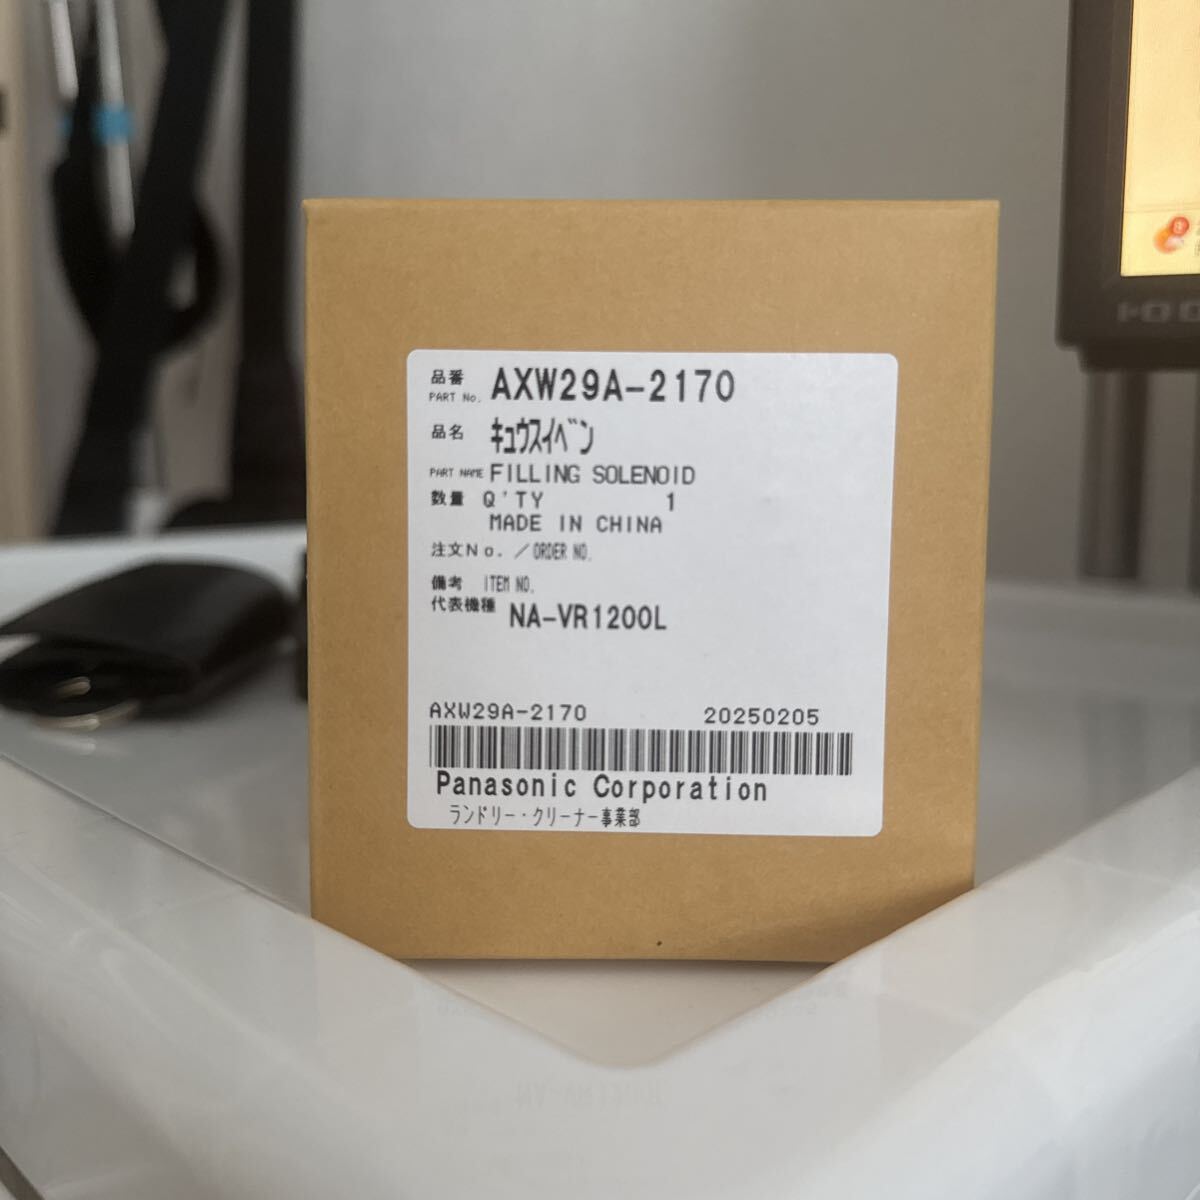 品番 PART No. AXW29A-2170
品名 キュウスイベン
PART NAME FILLING SOLENOID
数量 Q'TY 1
MADE IN CHINA
注文No. / ORDER NO.
備考 ITEM NO.
代表機種 NA-VR1200L
AXW29A-2170 20250205
Panasonic Corporation
ランドリー・クリーナー事業部